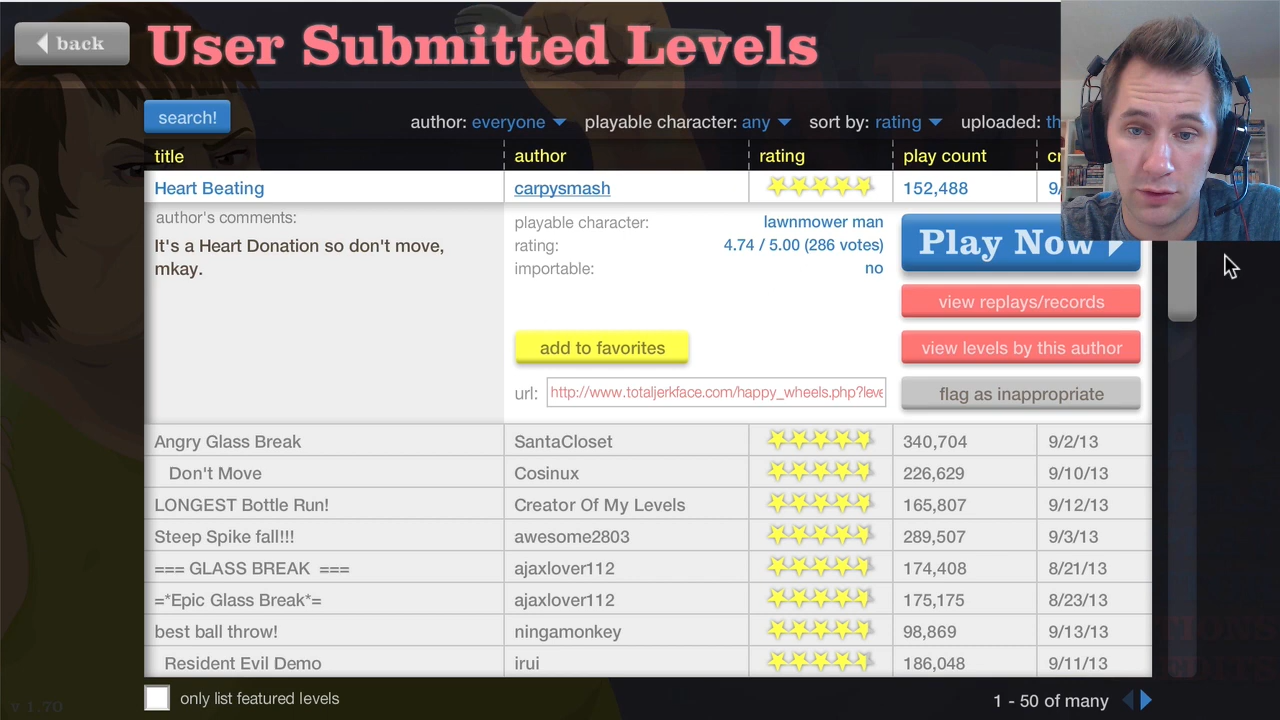 back
User Submitted Levels
search!
author: everyone playable character: any sort by: rating uploaded: th
title author rating play count
Heart Beating carpysmash 152,488 9/
author's comments:
It's a Heart Donation so don't move,
mkay.
playable character: lawnmower man
rating: 4.74 / 5.00 (286 votes)
importable: no
Play Now
view replays/records
add to favorites
view levels by this author
url: http://www.totaljerkface.com/happy_wheels.php?leve
flag as inappropriate
Angry Glass Break SantaCloset 340,704 9/2/13
Don't Move Cosinux 226,629 9/10/13
LONGEST Bottle Run! Creator Of My Levels 165,807 9/12/13
Steep Spike fall!!! awesome2803 289,507 9/3/13
=== GLASS BREAK === ajaxlover112 174,408 8/21/13
=*Epic Glass Break*= ajaxlover112 175,175 8/23/13
best ball throw! ningamonkey 98,869 9/13/13
Resident Evil Demo irui 186,048 9/11/13
only list featured levels
1 - 50 of many
v 1.70